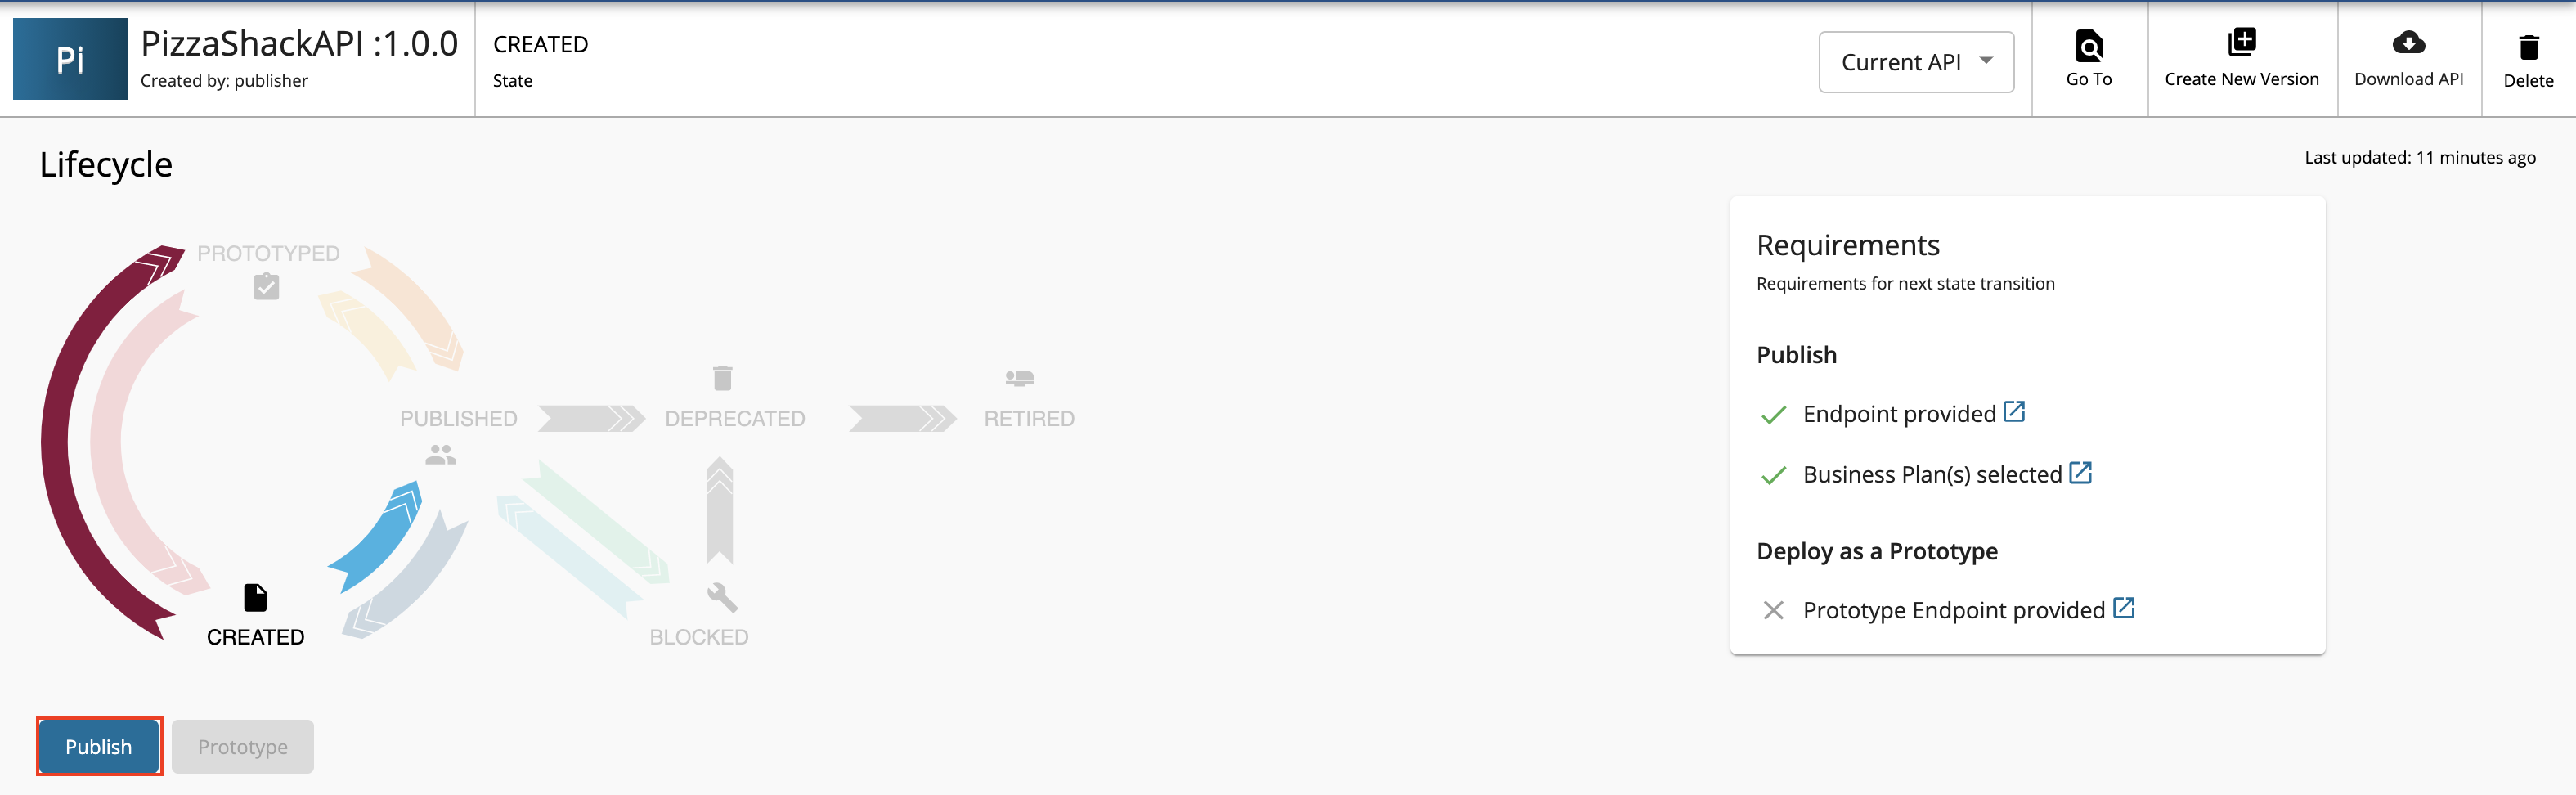 Pi
PizzaShackAPI :1.0.0
Created by: publisher
CREATED
State
Current API
Go To
Create New Version
Download API
Delete
Lifecycle
Last updated: 11 minutes ago
PROTOTYPED
PUBLISHED
DEPRECATED
RETIRED
CREATED
BLOCKED
Requirements
Requirements for next state transition
Publish
Endpoint provided
Business Plan(s) selected
Deploy as a Prototype
Prototype Endpoint provided
Publish
Prototype